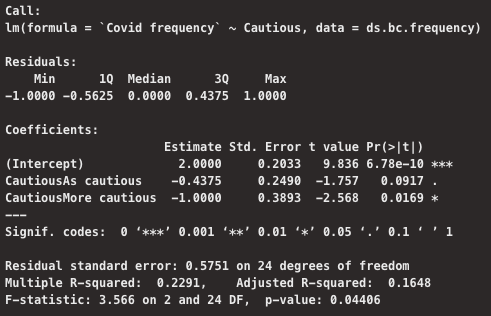 Call:
lm(formula = `Covid frequency` ~ Cautious, data = ds.bc.frequency)
Residuals:
    Min      1Q  Median      3Q     Max
-1.0000 -0.5625  0.0000  0.4375  1.0000
Coefficients:
                      Estimate Std. Error t value Pr(>|t|)
(Intercept)             2.0000     0.2033   9.836 6.78e-10 ***
CautiousAs cautious    -0.4375     0.2490  -1.757   0.0917 .
CautiousMore cautious  -1.0000     0.3893  -2.568   0.0169 *
---
Signif. codes:  0 ‘***’ 0.001 ‘**’ 0.01 ‘*’ 0.05 ‘.’ 0.1 ‘ ’ 1
Residual standard error: 0.5751 on 24 degrees of freedom
Multiple R-squared:  0.2291,    Adjusted R-squared:  0.1648
F-statistic: 3.566 on 2 and 24 DF,  p-value: 0.04406